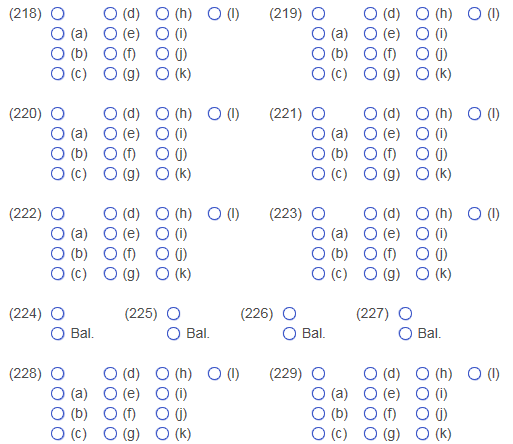 (218) (d) (h) (l) (219) (d) (h) (l)
(a) (e) (i) (a) (e) (i)
(b) (f) (j) (b) (f) (j)
(c) (g) (k) (c) (g) (k)
(220) (d) (h) (l) (221) (d) (h) (l)
(a) (e) (i) (a) (e) (i)
(b) (f) (j) (b) (f) (j)
(c) (g) (k) (c) (g) (k)
(222) (d) (h) (l) (223) (d) (h) (l)
(a) (e) (i) (a) (e) (i)
(b) (f) (j) (b) (f) (j)
(c) (g) (k) (c) (g) (k)
(224) (225) (226) (227)
Bal. Bal. Bal. Bal.
(228) (d) (h) (l) (229) (d) (h) (l)
(a) (e) (i) (a) (e) (i)
(b) (f) (j) (b) (f) (j)
(c) (g) (k) (c) (g) (k)